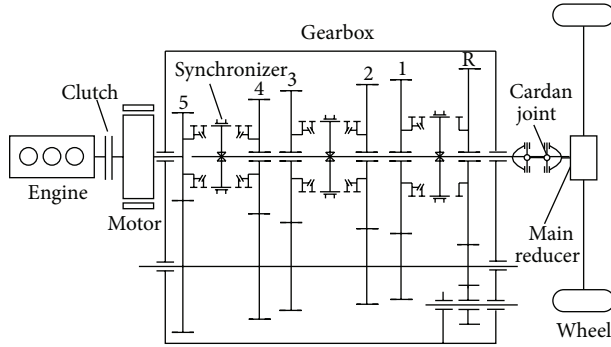 Gearbox
R
Synchronizer
1
2
3
4
5
Clutch
Cardan
joint
Engine
Motor
Main
reducer
Wheel